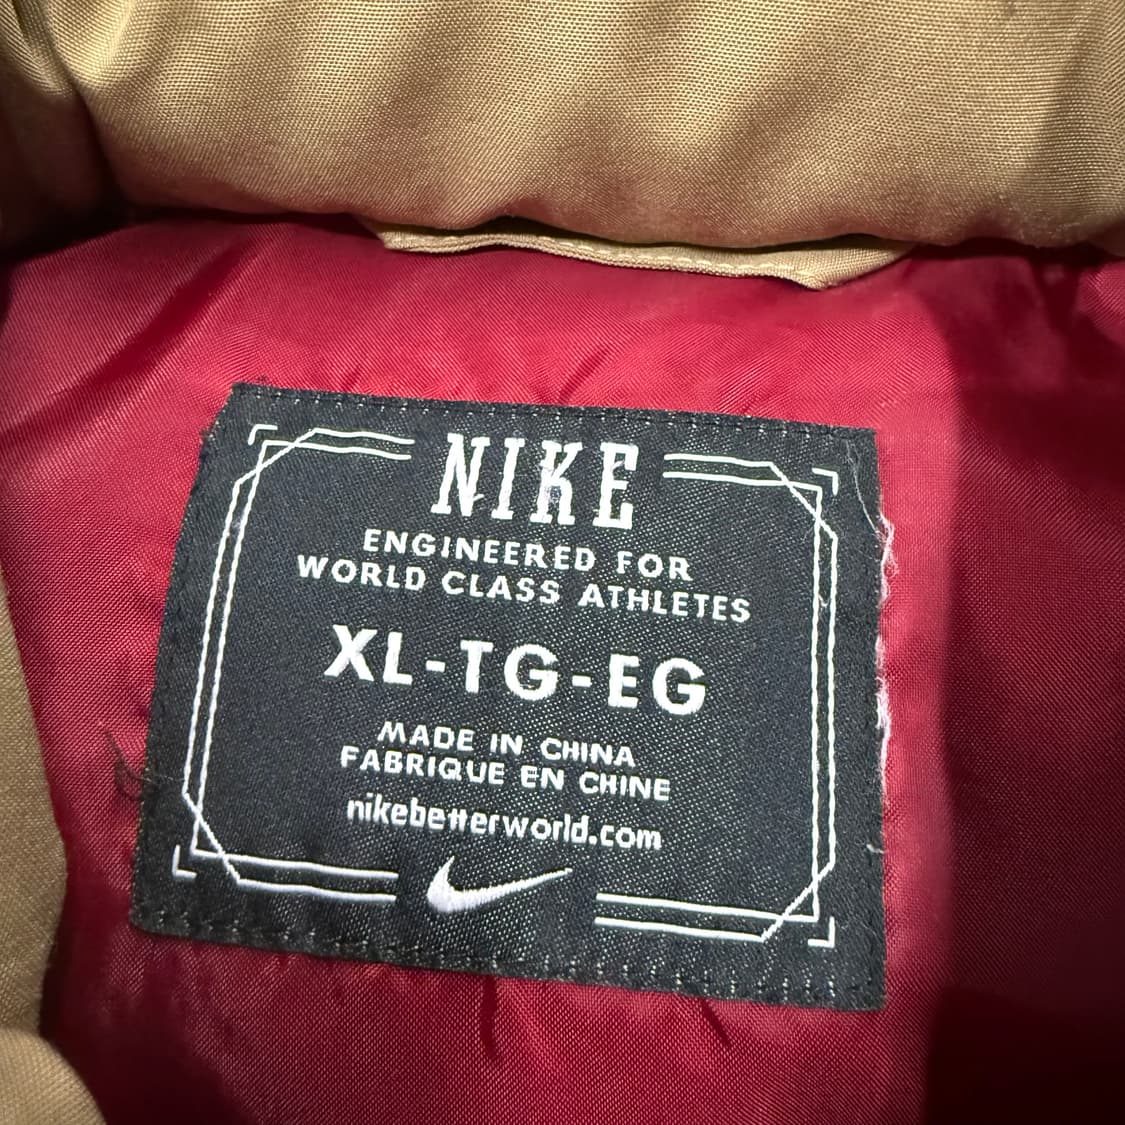 NIKE
ENGINEERED FOR
WORLD CLASS ATHLETES
XL-TG-EG
MADE IN CHINA
FABRIQUE EN CHINE
nikebetterworld.com